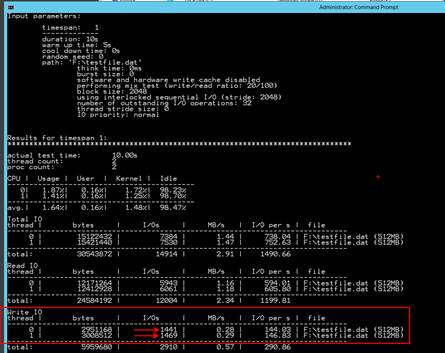 Administrator: Command Prompt
Input parameters:
timespan: 1
-------------
duration: 10s
warm up time: 5s
cool down time: 0s
random seed: 0
path: 'F:\testfile.dat'
think time: 0ms
burst size: 0
software and hardware write cache disabled
performing mix test (write/read ratio: 20/100)
block size: 2048
using interlocked sequential I/O (stride: 2048)
number of outstanding I/O operations: 32
thread stride size: 0
IO priority: normal
Results for timespan 1:
*******************************************************************************
actual test time: 10.00s
thread count: 2
proc count: 2
CPU | Usage | User | Kernel | Idle
0| 1.87%| 0.16%| 1.72%| 98.23%
1| 1.41%| 0.16%| 1.25%| 98.70%
avg.| 1.64%| 0.16%| 1.48%| 98.47%
Total IO
thread | bytes | I/Os | MB/s | I/O per s | file
0 | 15122432 | 7384 | 1.44 | 738.04 | F:\testfile.dat (512MB)
1 | 15421440 | 7530 | 1.47 | 752.63 | F:\testfile.dat (512MB)
total: 30543872 | 14914 | 2.91 | 1490.66
Read IO
thread | bytes | I/Os | MB/s | I/O per s | file
0 | 12171264 | 5943 | 1.16 | 594.01 | F:\testfile.dat (512MB)
1 | 12412928 | 6061 | 1.18 | 605.80 | F:\testfile.dat (512MB)
total: 24584192 | 12004 | 2.34 | 1199.81
Write IO
thread | bytes | I/Os | MB/s | I/O per s | file
0 | 2951168 | 1441 | 0.28 | 144.03 | F:\testfile.dat (512MB)
1 | 3008512 | 1469 | 0.29 | 146.83 | F:\testfile.dat (512MB)
total: 5959680 | 2910 | 0.57 | 290.86